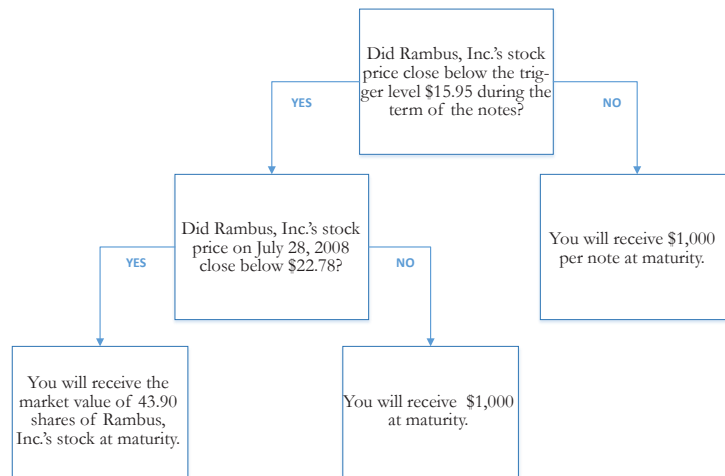 Did Rambus, Inc.'s stock
price close below the trig-
ger level $15.95 during the
term of the notes?
YES
NO
Did Rambus, Inc.'s stock
price on July 28, 2008
close below $22.78?
You will receive $1,000
per note at maturity.
YES
NO
You will receive the
market value of 43.90
shares of Rambus,
Inc.'s stock at maturity.
You will receive $1,000
at maturity.